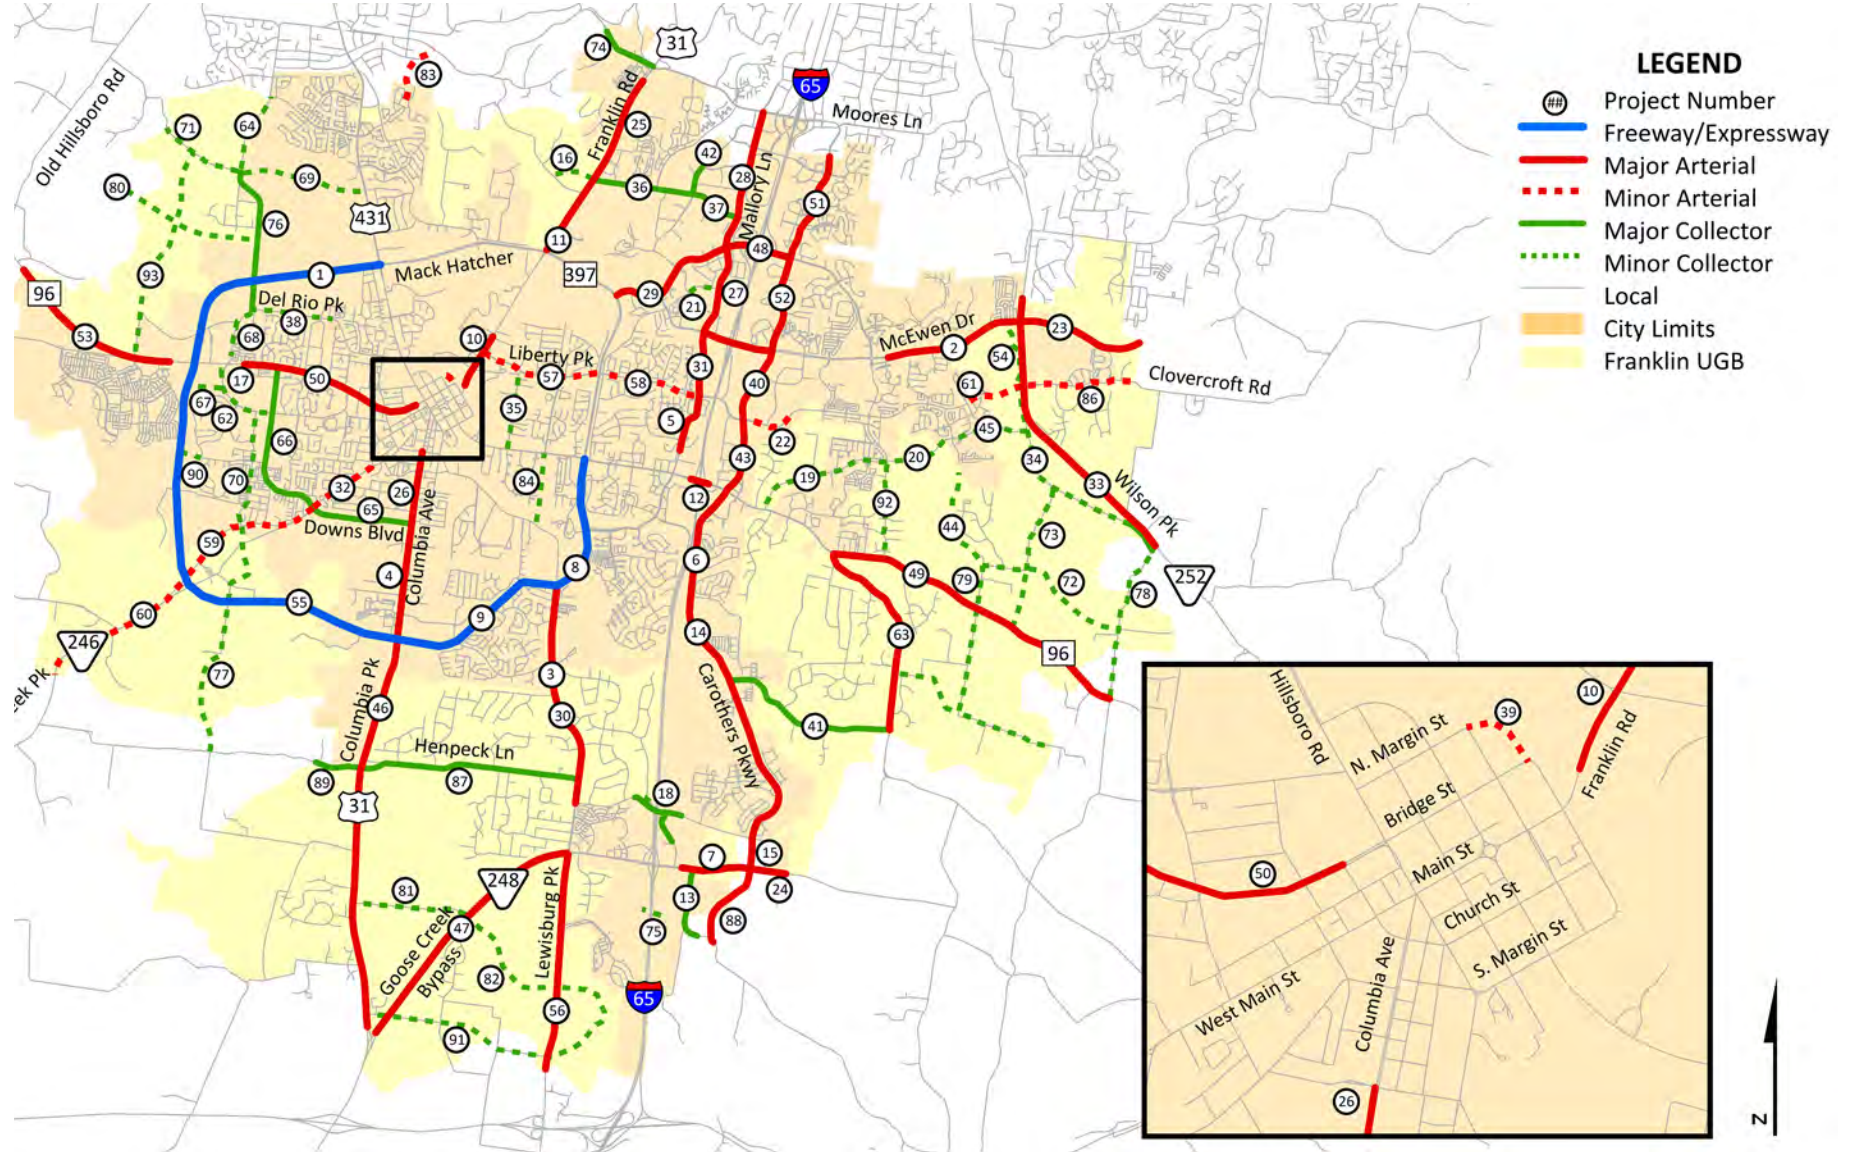 74
31
83
65
Moores Ln
Old Hillsboro Rd
Franklin Rd
25
71
64
16
42
28
Mallory Ln
80
69
36
37
51
431
76
11
48
Mack Hatcher
397
1
93
96
29
21
27
52
Del Rio Pk
38
53
68
10
Liberty Pk
McEwen Dr
2
23
54
17
50
57
58
31
40
61
86
Clovercroft Rd
67
62
35
5
22
66
45
43
20
34
90
70
32
26
84
12
19
92
33
Wilson Pk
65
Downs Blvd
Columbia Ave
44
73
59
4
8
6
49
79
72
78
252
60
55
9
14
63
246
eek Pk
77
3
96
Columbia Pk
46
30
Carothers Pkwy
41
Henpeck Ln
89
87
18
31
7
15
248
81
13
24
Lewisburg Pk
88
Goose Creek
Bypass
47
75
82
65
56
91
LEGEND
## Project Number
Freeway/Expressway
Major Arterial
Minor Arterial
Major Collector
Minor Collector
Local
City Limits
Franklin UGB
Hillsboro Rd
10
39
N. Margin St
Franklin Rd
Bridge St
Main St
50
Church St
S. Margin St
Columbia Ave
West Main St
26
N